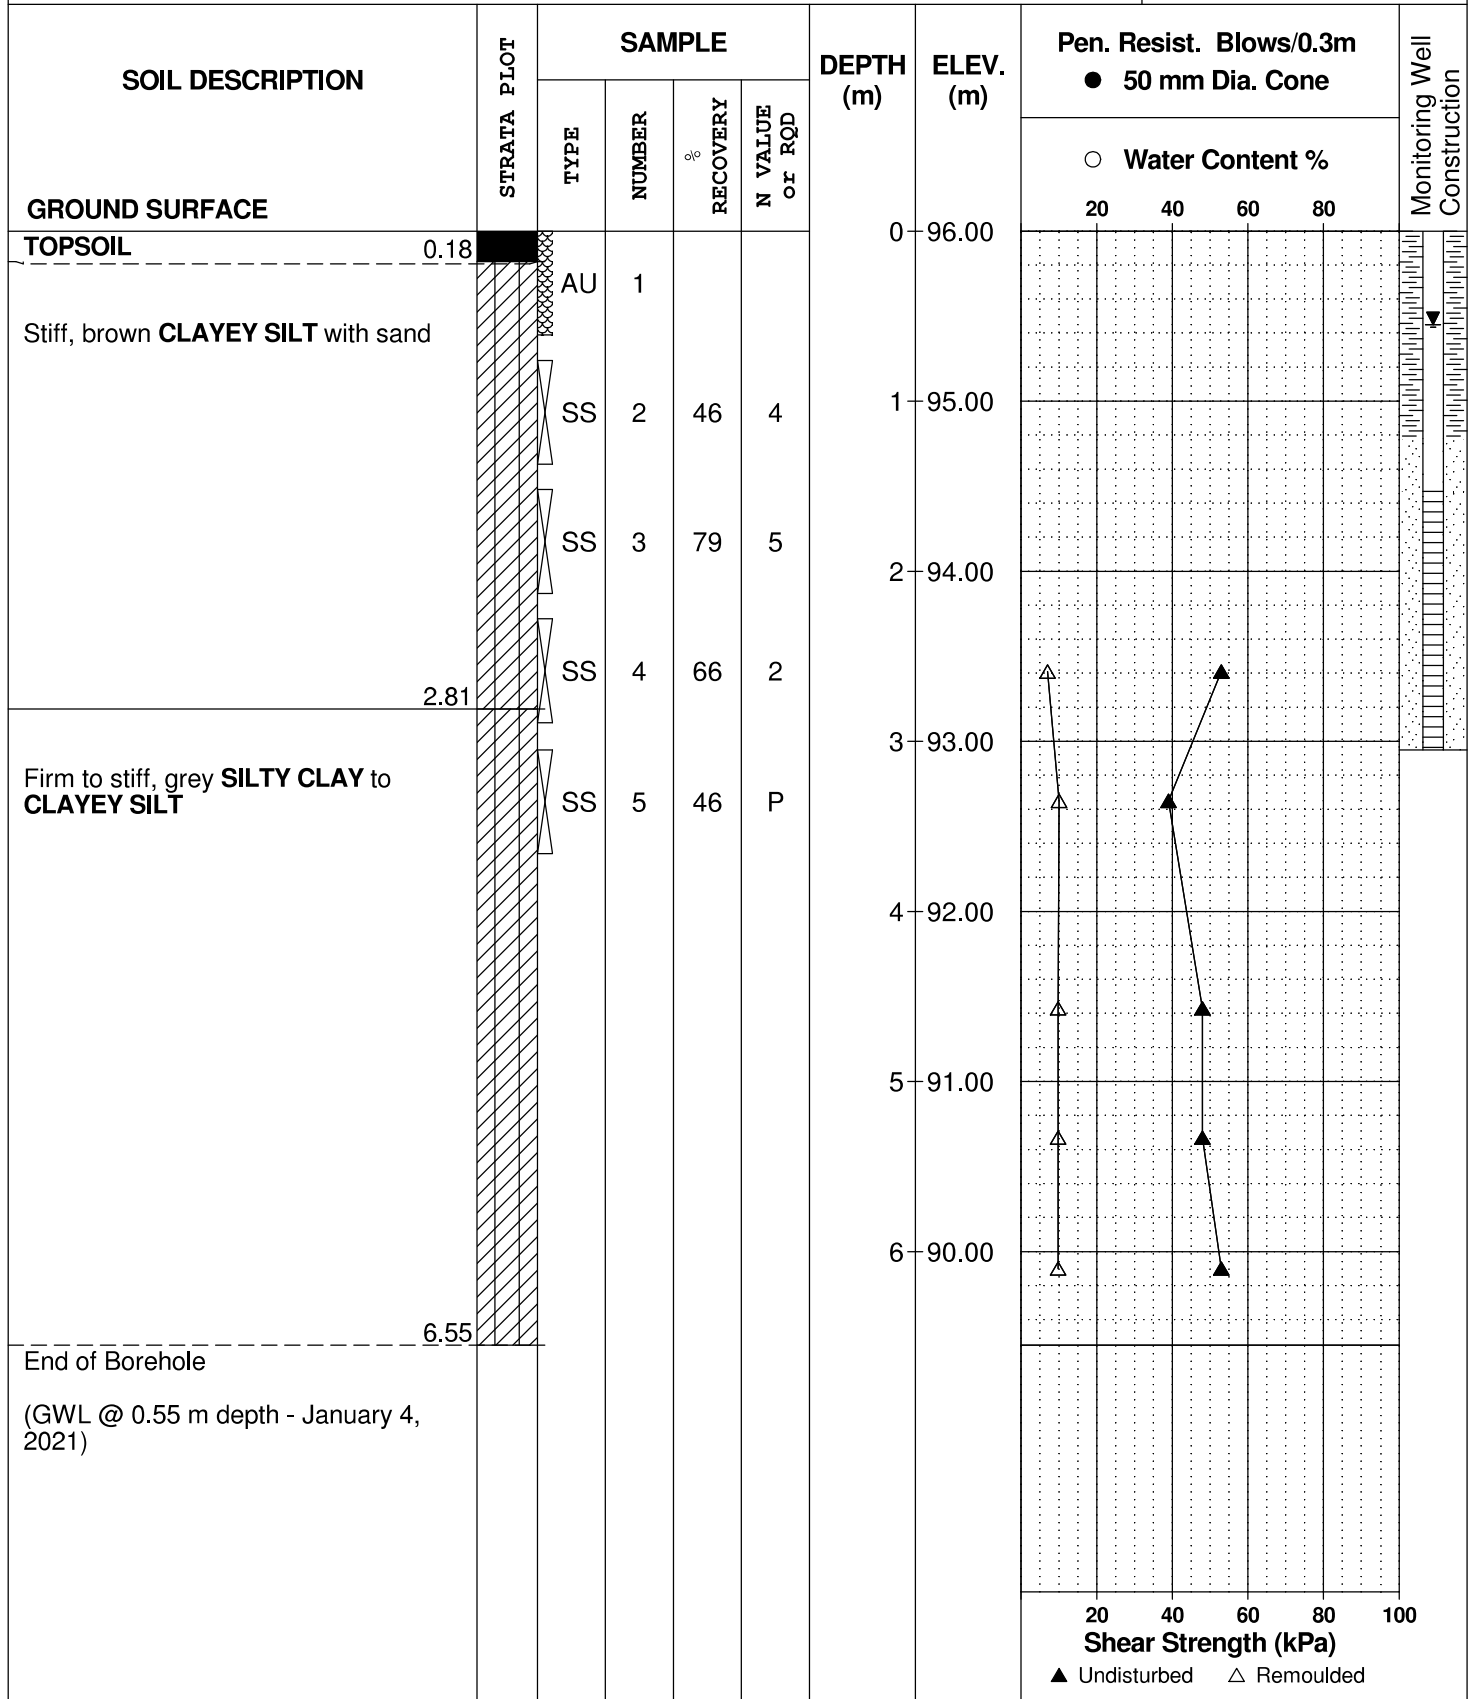 SOIL DESCRIPTION
GROUND SURFACE
STRATA PLOT
SAMPLE
TYPE
NUMBER
%
RECOVERY
N VALUE
or RQD
DEPTH
(m)
ELEV.
(m)
Pen. Resist. Blows/0.3m
● 50 mm Dia. Cone
○ Water Content %
20 40 60 80
Monitoring Well
Construction
TOPSOIL 0.18
0 96.00
AU 1
Stiff, brown CLAYEY SILT with sand
SS 2 46 4
1 95.00
SS 3 79 5
2 94.00
SS 4 66 2
2.81
3 93.00
Firm to stiff, grey SILTY CLAY to
CLAYEY SILT
SS 5 46 P
4 92.00
5 91.00
6 90.00
6.55
End of Borehole
(GWL @ 0.55 m depth - January 4,
2021)
20 40 60 80 100
Shear Strength (kPa)
▲ Undisturbed △ Remoulded